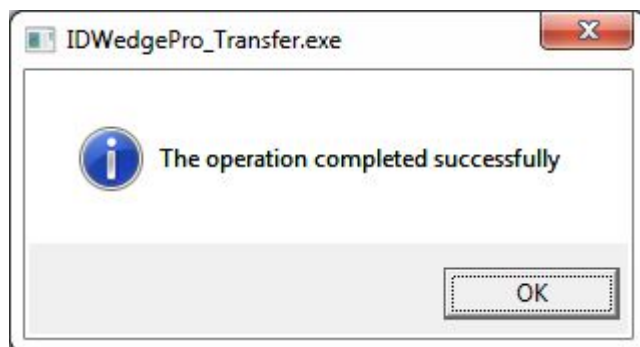 IDWedgePro_Transfer.exe
The operation completed successfully
OK